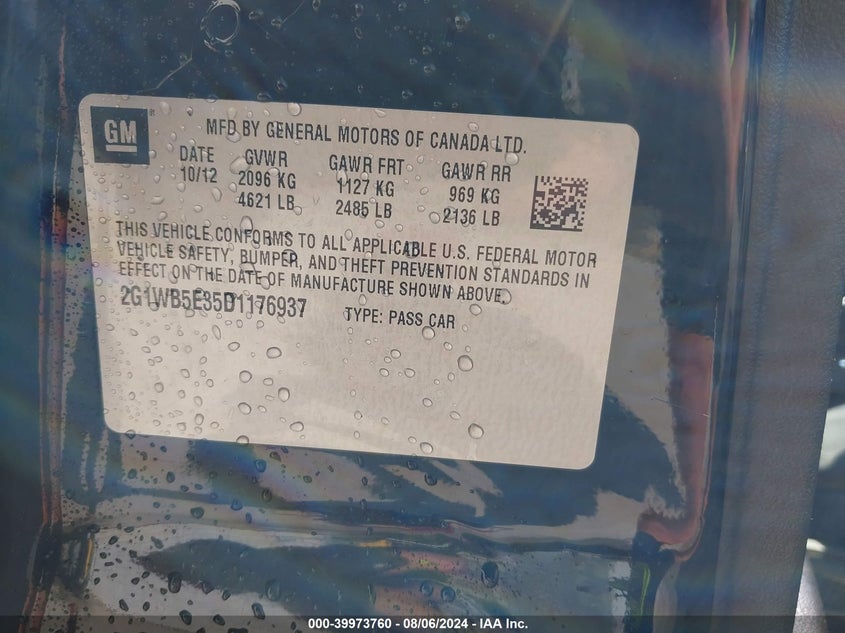 GM
MFD BY GENERAL MOTORS OF CANADA LTD.
DATE GVWR GAWR FRT GAWR RR
10/12 2096 KG 1127 KG 969 KG
4621 LB 2485 LB 2136 LB
THIS VEHICLE CONFORMS TO ALL APPLICABLE U.S. FEDERAL MOTOR
VEHICLE SAFETY, BUMPER, AND THEFT PREVENTION STANDARDS IN
EFFECT ON THE DATE OF MANUFACTURE SHOWN ABOVE.
2G1WB5E35D1176937 TYPE: PASS CAR
000-39973760 - 08/06/2024 - IAA Inc.